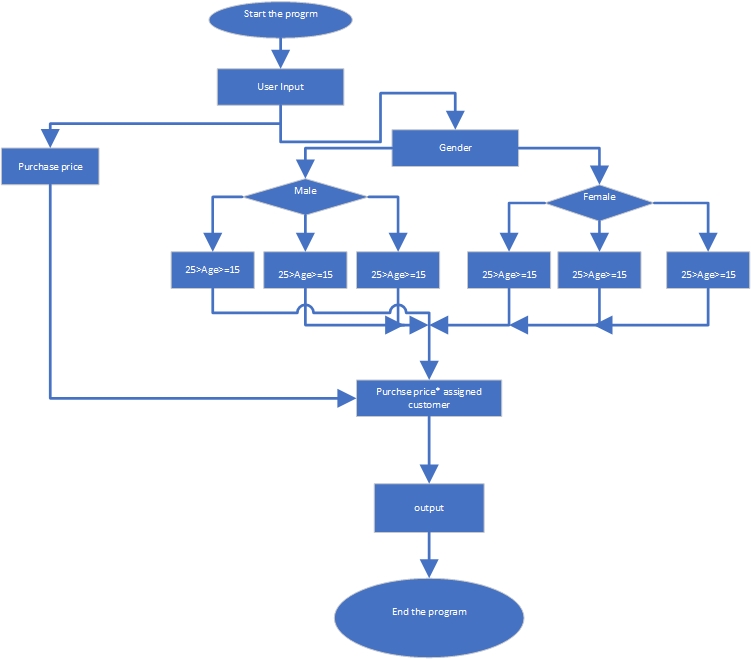 Start the progrm
User Input
Gender
Purchase price
Male
Female
25>Age>=15
25>Age>=15
25>Age>=15
25>Age>=15
25>Age>=15
25>Age>=15
Purchse price* assigned
customer
output
End the program